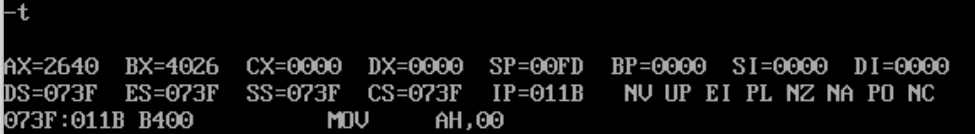 -t
AX=2640 BX=4026 CX=0000 DX=0000 SP=00FD BP=0000 SI=0000 DI=0000
DS=073F ES=073F SS=073F CS=073F IP=011B NV UP EI PL NZ NA PO NC
073F:011B B400 MOV AH,00